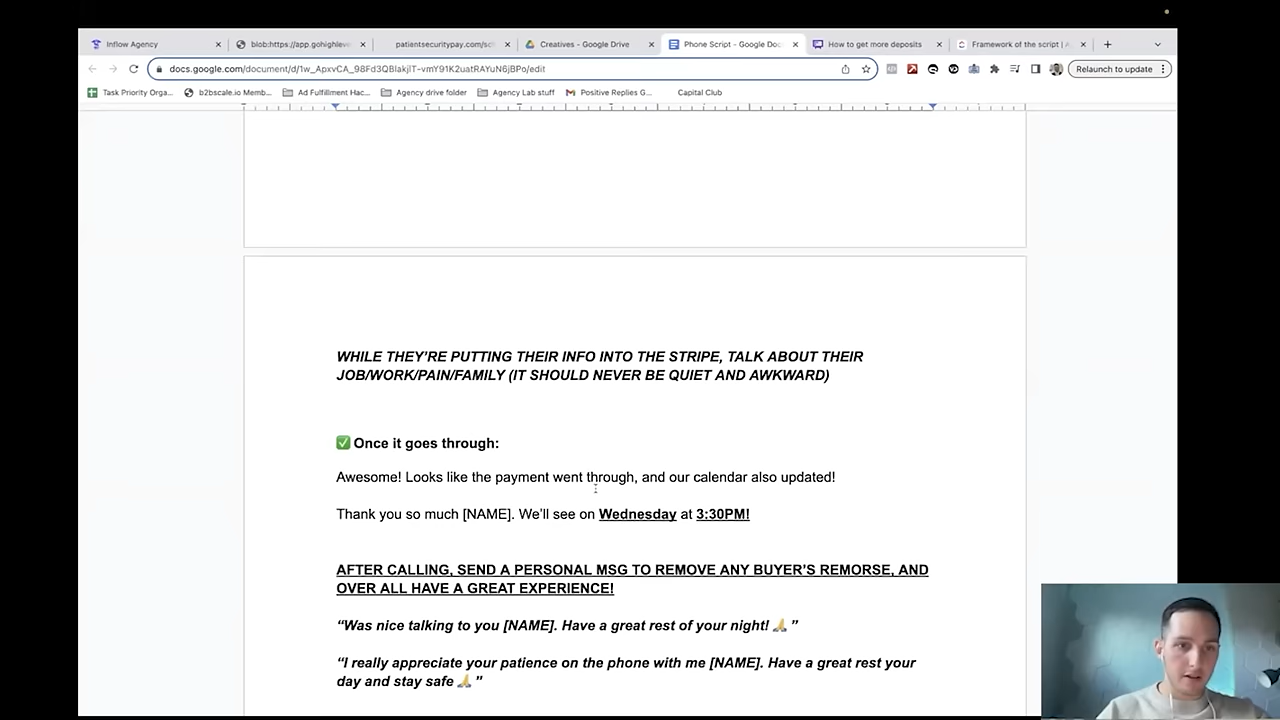 Inflow Agency
blob:https://app.gohighleve
patientsecuritypay.com/sc
Creatives - Google Drive
Phone Script - Google Doc
How to get more deposits
Framework of the script | A
docs.google.com/document/d/1w_ApxvCA_98Fd3QBlakjlT-vmY91K2uatRAYuN6jBPo/edit
Relaunch to update
Task Priority Orga...
b2bscale.io Memb...
Ad Fulfillment Hac...
Agency drive folder
Agency Lab stuff
Positive Replies G...
Capital Club
WHILE THEY'RE PUTTING THEIR INFO INTO THE STRIPE, TALK ABOUT THEIR
JOB/WORK/PAIN/FAMILY (IT SHOULD NEVER BE QUIET AND AWKWARD)
✅ Once it goes through:
Awesome! Looks like the payment went through, and our calendar also updated!
Thank you so much [NAME]. We'll see on Wednesday at 3:30PM!
AFTER CALLING, SEND A PERSONAL MSG TO REMOVE ANY BUYER'S REMORSE, AND
OVER ALL HAVE A GREAT EXPERIENCE!
“Was nice talking to you [NAME]. Have a great rest of your night! 🙏 ”
“I really appreciate your patience on the phone with me [NAME]. Have a great rest your
day and stay safe 🙏 ”